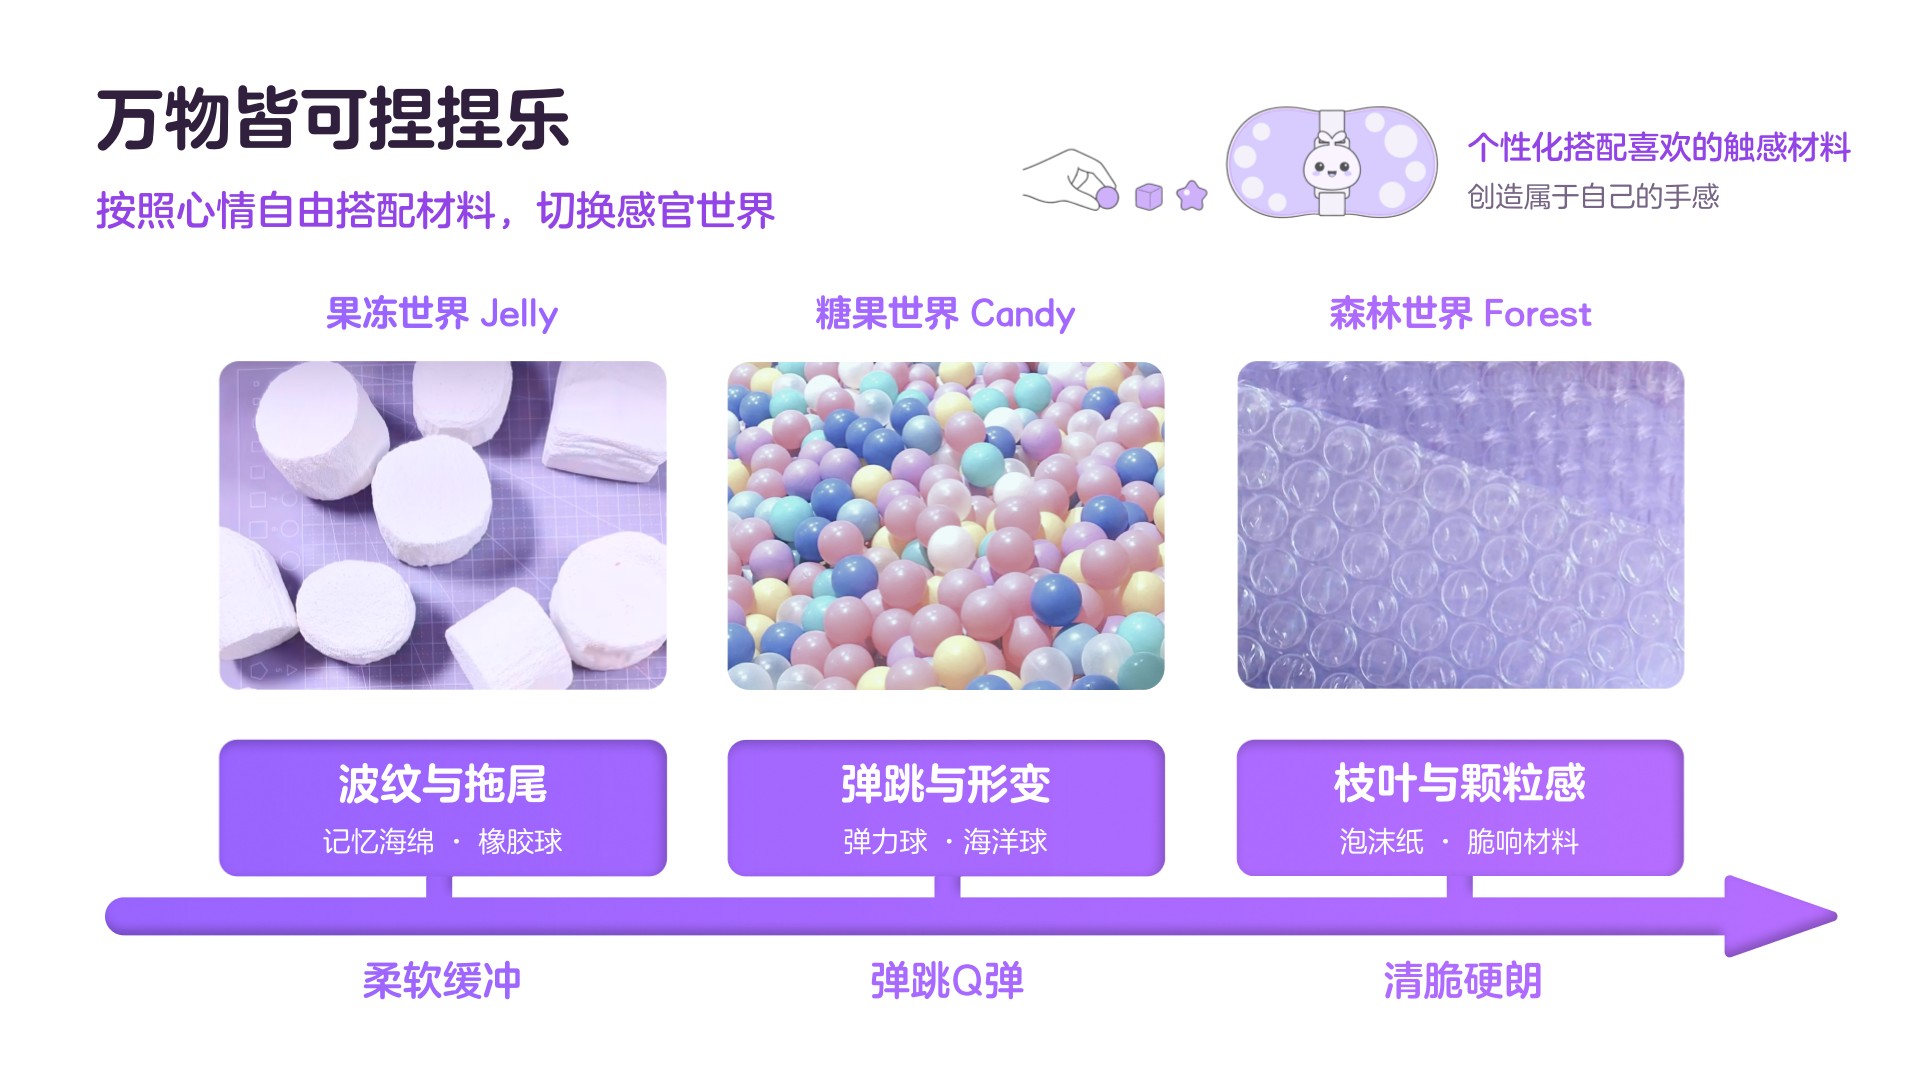 万物皆可捏捏乐
按照心情自由搭配材料，切换感官世界
个性化搭配喜欢的触感材料
创造属于自己的手感
果冻世界 Jelly
糖果世界 Candy
森林世界 Forest
波纹与拖尾
记忆海绵 · 橡胶球
弹跳与形变
弹力球 · 海洋球
枝叶与颗粒感
泡沫纸 · 脆响材料
柔软缓冲
弹跳Q弹
清脆硬朗